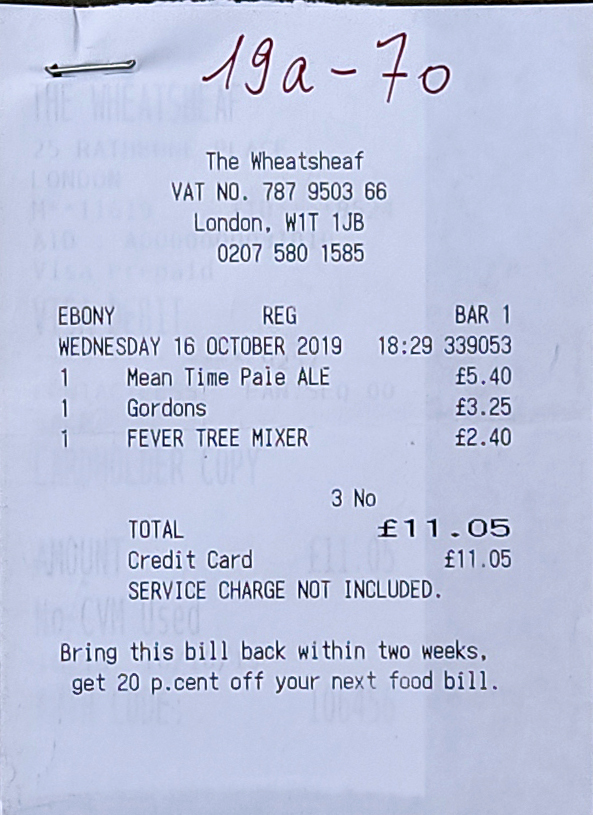 19a-70
The Wheatsheaf
VAT NO. 787 9503 66
London, W1T 1JB
0207 580 1585
EBONY REG BAR 1
WEDNESDAY 16 OCTOBER 2019 18:29 339053
1 Mean Time Paie ALE £5.40
1 Gordons £3.25
1 FEVER TREE MIXER £2.40
3 No
TOTAL £11.05
Credit Card £11.05
SERVICE CHARGE NOT INCLUDED.
Bring this bill back within two weeks,
get 20 p.cent off your next food bill.